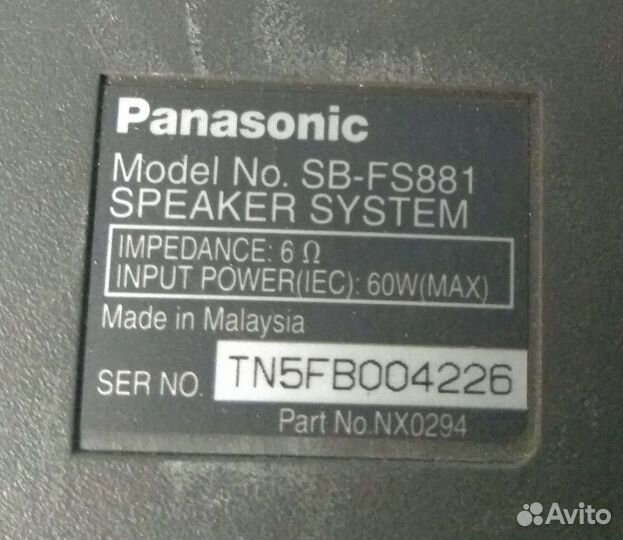 Panasonic
Model No. SB-FS881
SPEAKER SYSTEM
IMPEDANCE: 6 Ω
INPUT POWER(IEC): 60W(MAX)
Made in Malaysia
SER NO. TN5FB004226
Part No.NX0294
Avito